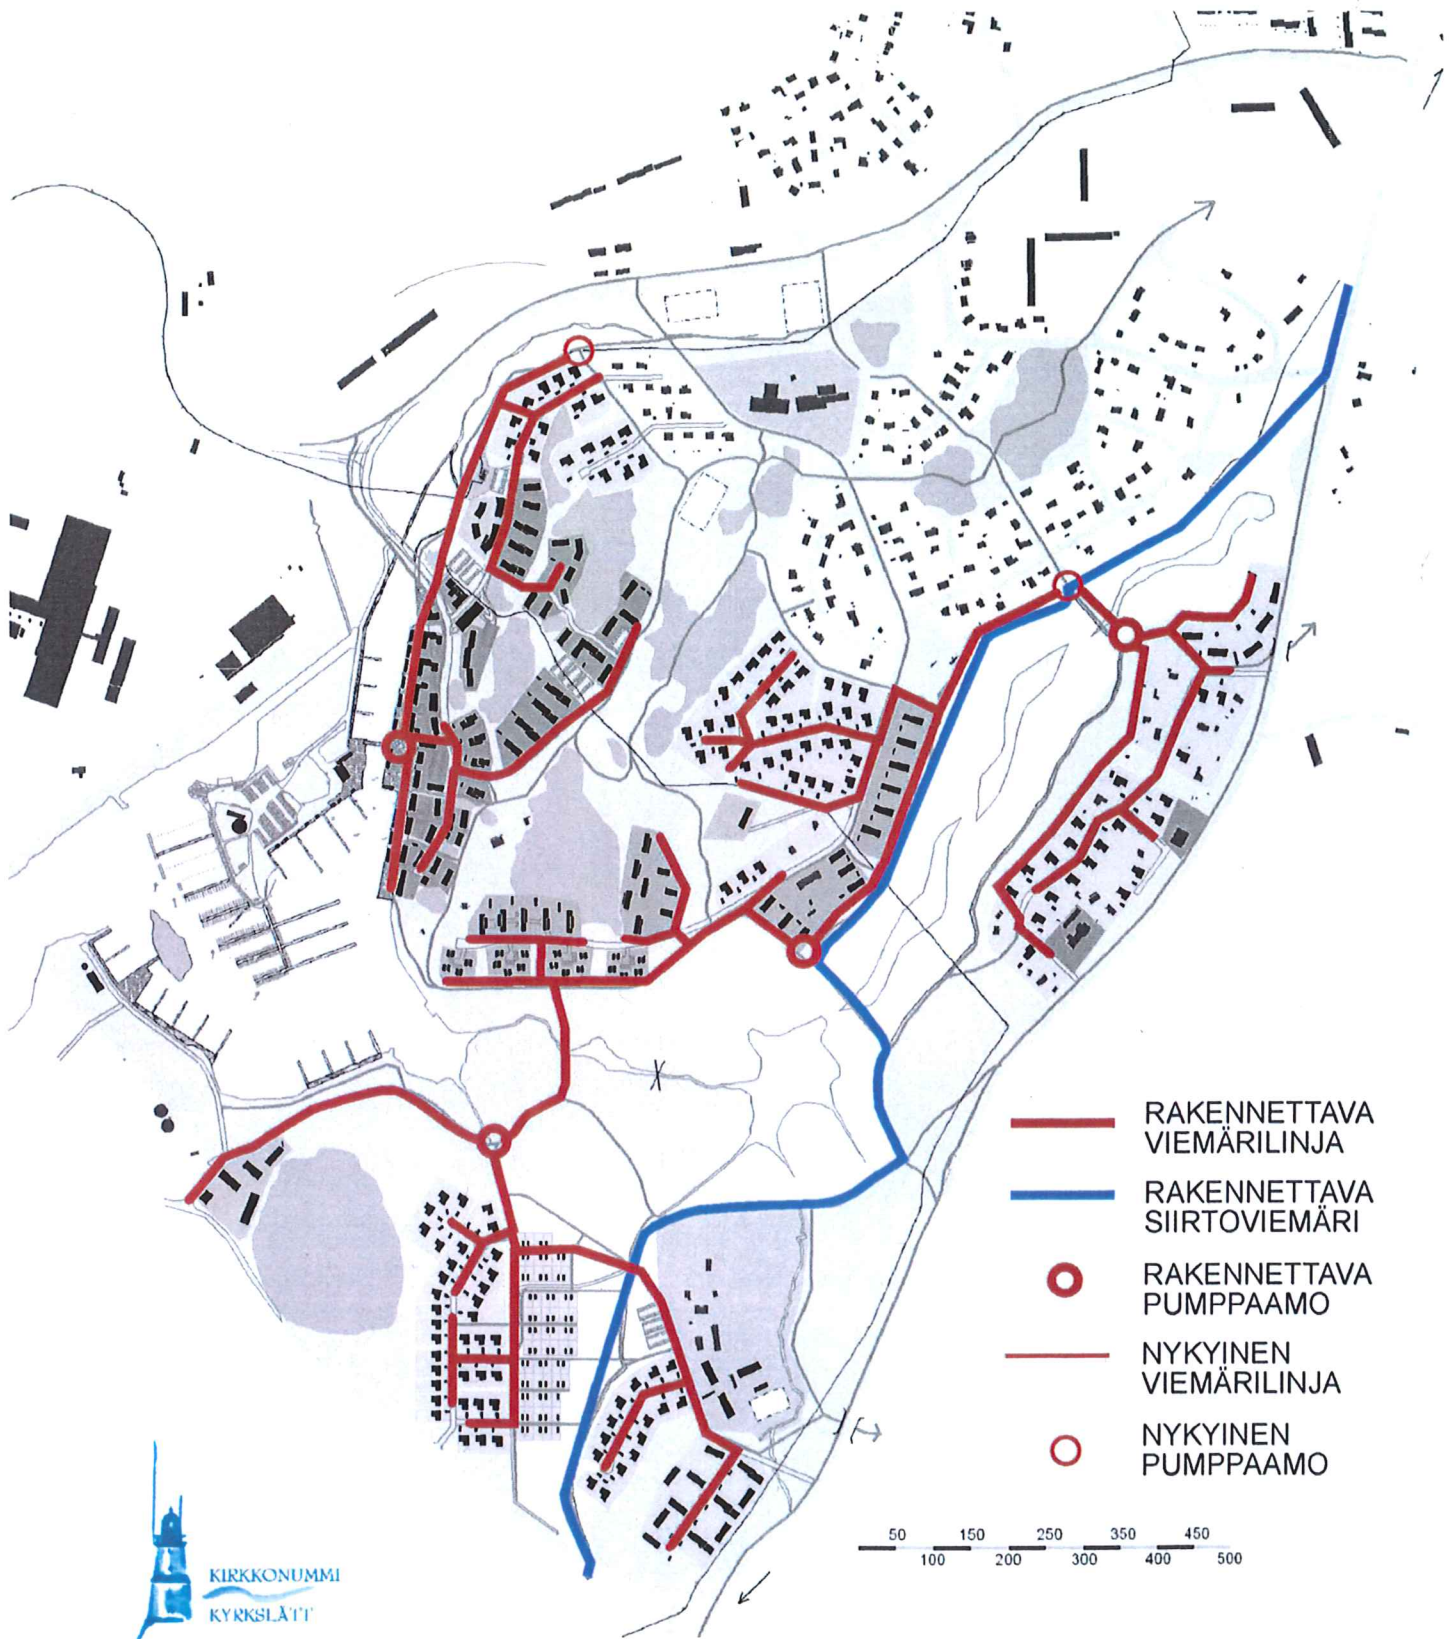 RAKENNETTAVA
VIEMÄRILINJA
RAKENNETTAVA
SIIRTOVIEMÄRI
RAKENNETTAVA
PUMPPAAMO
NYKYINEN
VIEMÄRILINJA
NYKYINEN
PUMPPAAMO
50 150 250 350 450
100 200 300 400 500
KIRKKONUMMI
KYRKSLÄTT